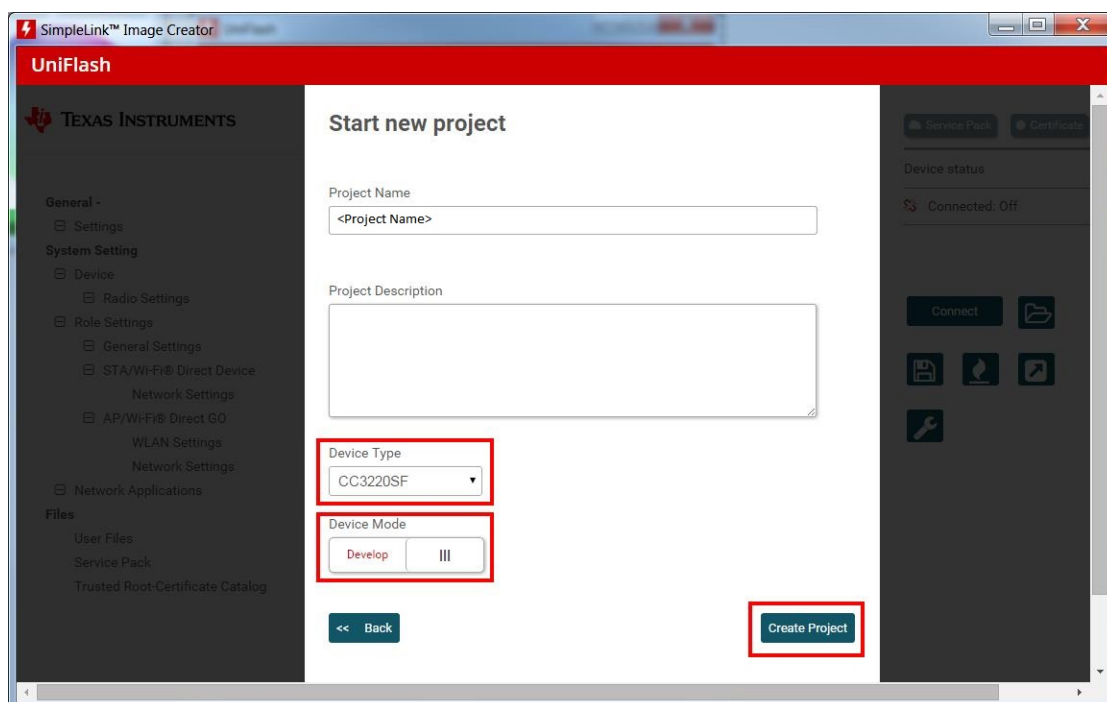 SimpleLink™ Image Creator
UniFlash
TEXAS INSTRUMENTS
General -
Settings
System Setting
Device
Radio Settings
Role Settings
General Settings
STA/Wi-Fi® Direct Device
Network Settings
AP/Wi-Fi® Direct GO
WLAN Settings
Network Settings
Network Applications
Files
User Files
Service Pack
Trusted Root-Certificate Catalog
Start new project
Project Name
<Project Name>
Project Description
Device Type
CC3220SF
Device Mode
Develop
<< Back
Create Project
Service Pack
Certificate
Device status
Connected: Off
Connect